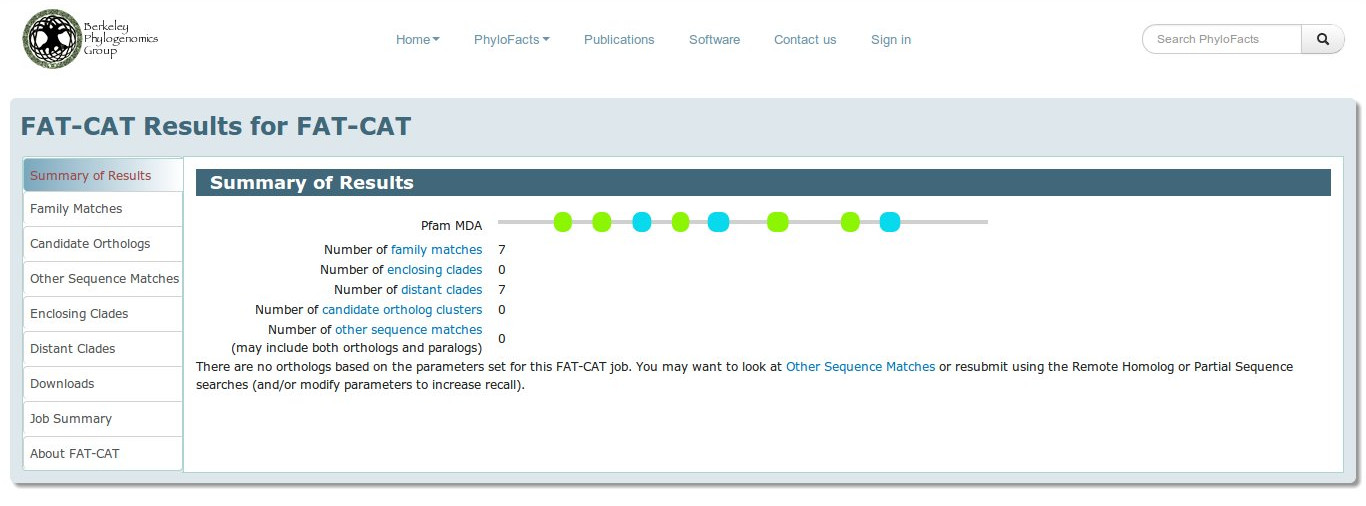 Berkeley
Phylogenomics
Group
Home PhyloFacts Publications Software Contact us Sign in
Search PhyloFacts
FAT-CAT Results for FAT-CAT
Summary of Results
Family Matches
Candidate Orthologs
Other Sequence Matches
Enclosing Clades
Distant Clades
Downloads
Job Summary
About FAT-CAT
Summary of Results
Pfam MDA
Number of family matches 7
Number of enclosing clades 0
Number of distant clades 7
Number of candidate ortholog clusters 0
Number of other sequence matches
(may include both orthologs and paralogs) 0
There are no orthologs based on the parameters set for this FAT-CAT job. You may want to look at Other Sequence Matches or resubmit using the Remote Homolog or Partial Sequence
searches (and/or modify parameters to increase recall).